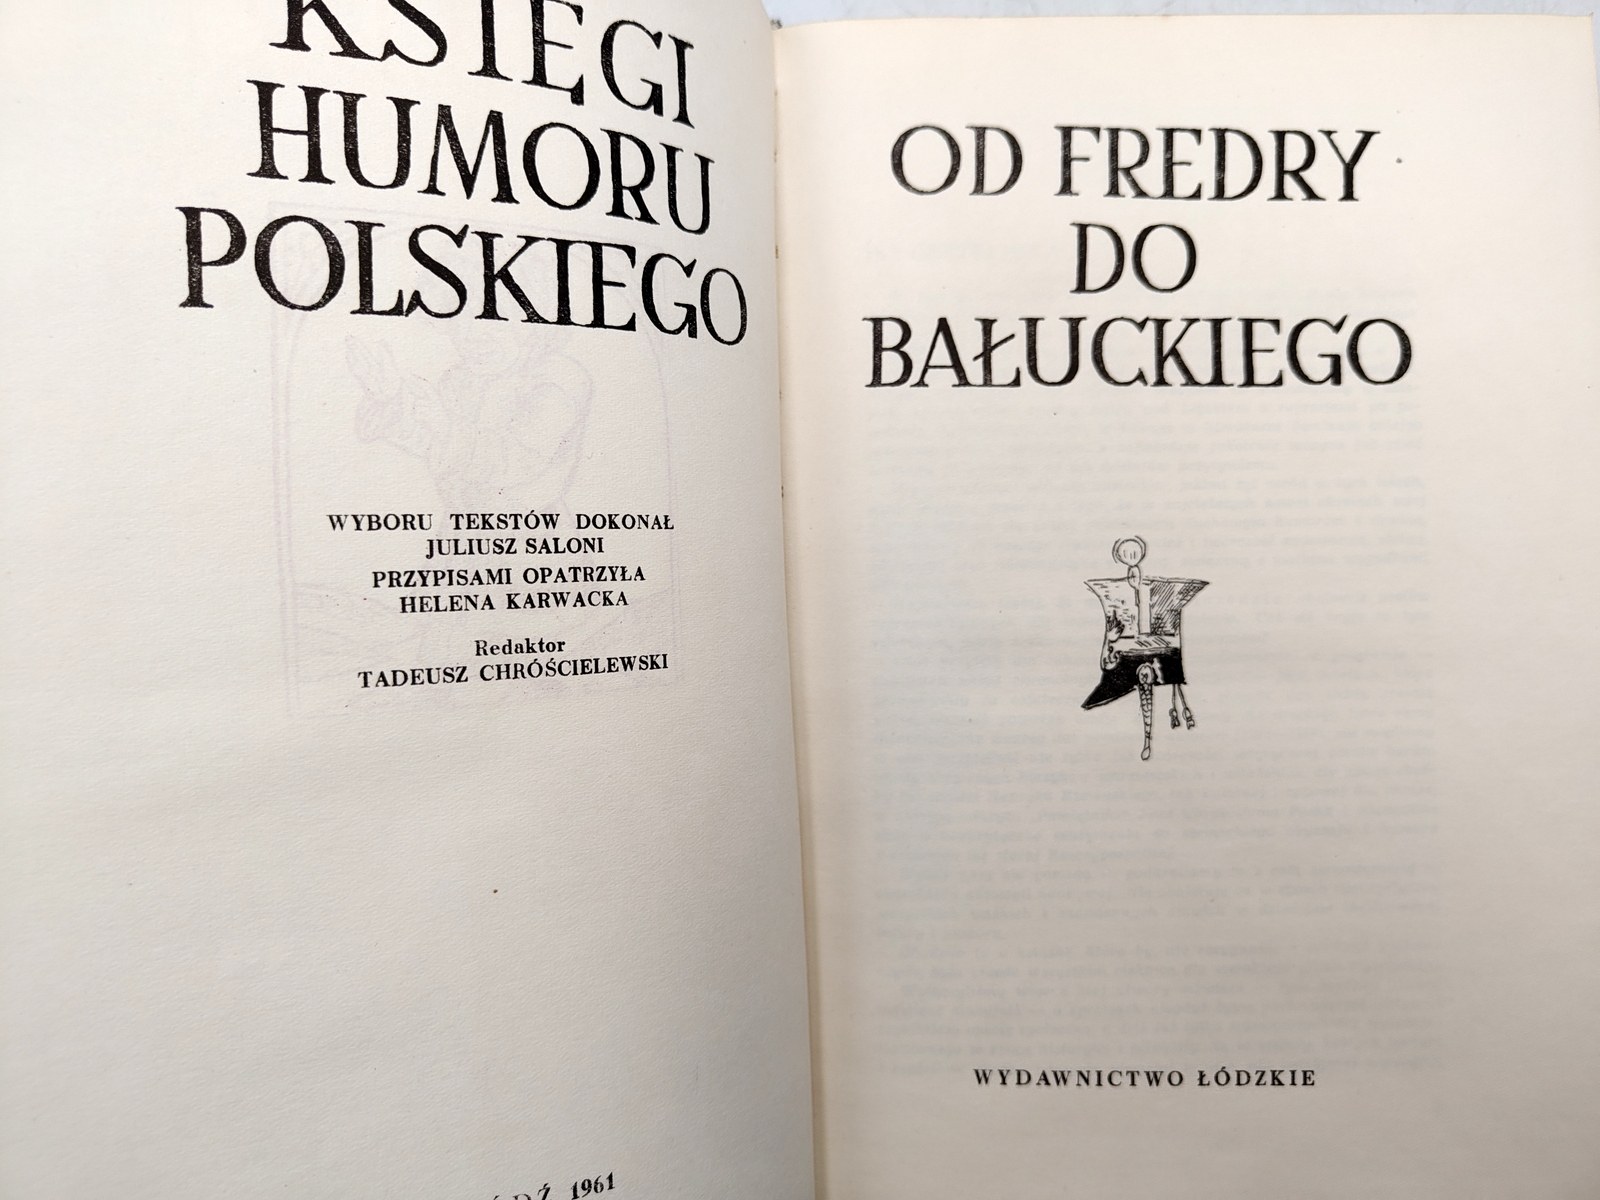 KSIĘGI
HUMORU
POLSKIEGO
WYBORU TEKSTÓW DOKONAŁ
JULIUSZ SALONI
PRZYPISAMI OPATRZYŁA
HELENA KARWACKA
Redaktor
TADEUSZ CHRÓŚCIELEWSKI
1961
OD FREDRY
DO
BAŁUCKIEGO
WYDAWNICTWO ŁÓDZKIE